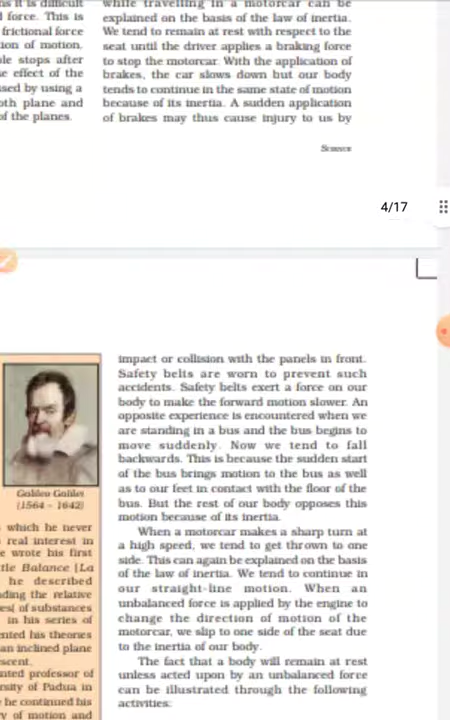 ns it is difficult
l force. This is
frictional force
ion of motion.
le stops after
e effect of the
sed by using a
oth plane and
of the planes.
while travelling in a motorcar can be
explained on the basis of the law of inertia.
We tend to remain at rest with respect to the
seat until the driver applies a braking force
to stop the motorcar. With the application of
brakes, the car slows down but our body
tends to continue in the same state of motion
because of its inertia. A sudden application
of brakes may thus cause injury to us by
Science
4/17
Galileo Galilei
(1564 – 1642)
which he never
real interest in
e wrote his first
tle Balance [La
he described
ding the relative
es) of substances
in his series of
nted his theories
an inclined plane
scent.
nted professor of
rsity of Padua in
he continued his
y of motion and
impact or collision with the panels in front.
Safety belts are worn to prevent such
accidents. Safety belts exert a force on our
body to make the forward motion slower. An
opposite experience is encountered when we
are standing in a bus and the bus begins to
move suddenly. Now we tend to fall
backwards. This is because the sudden start
of the bus brings motion to the bus as well
as to our feet in contact with the floor of the
bus. But the rest of our body opposes this
motion because of its inertia.
When a motorcar makes a sharp turn at
a high speed, we tend to get thrown to one
side. This can again be explained on the basis
of the law of inertia. We tend to continue in
our straight-line motion. When an
unbalanced force is applied by the engine to
change the direction of motion of the
motorcar, we slip to one side of the seat due
to the inertia of our body.
The fact that a body will remain at rest
unless acted upon by an unbalanced force
can be illustrated through the following
activities: